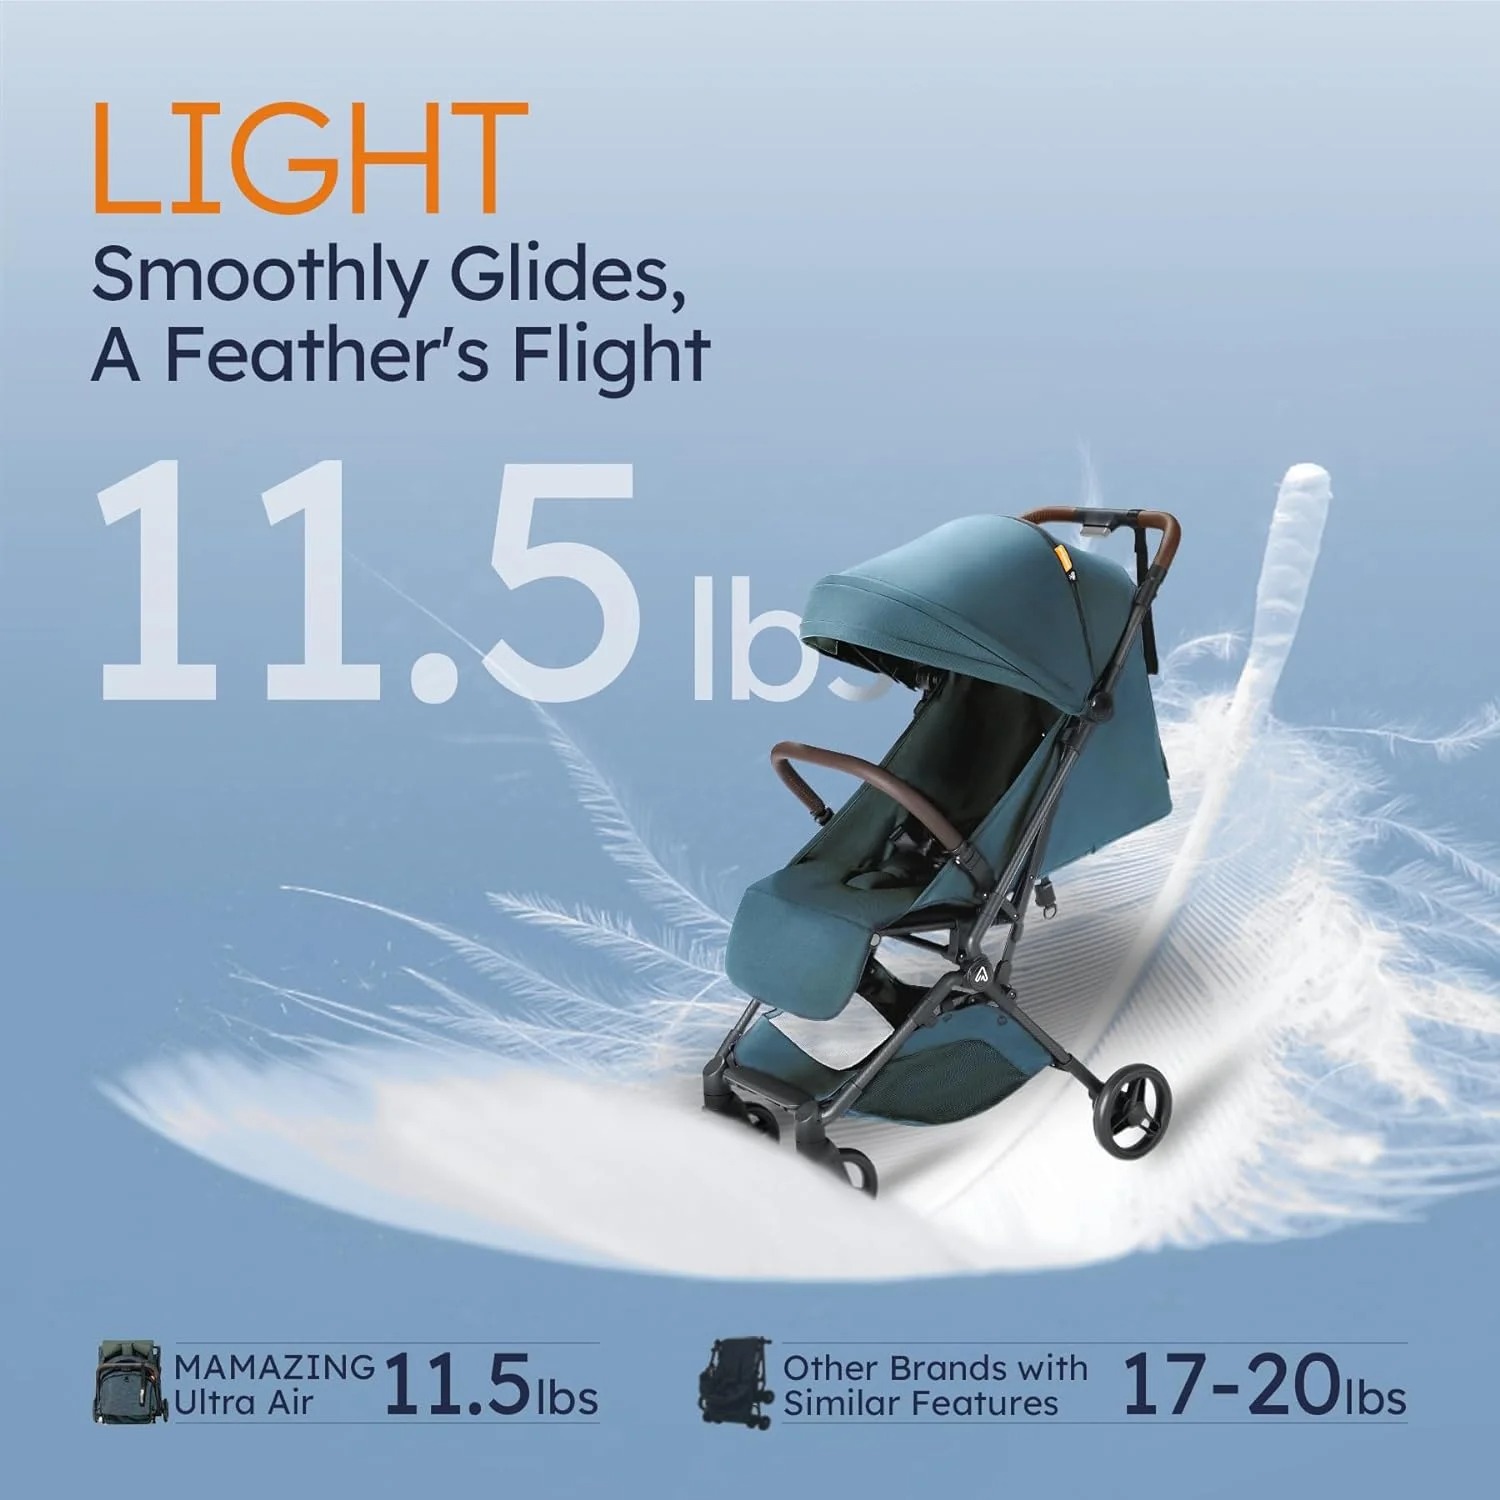 LIGHT
Smoothly Glides,
A Feather's Flight
11.5 lbs
MAMAZING
Ultra Air
11.5lbs
Other Brands with
Similar Features
17-20lbs